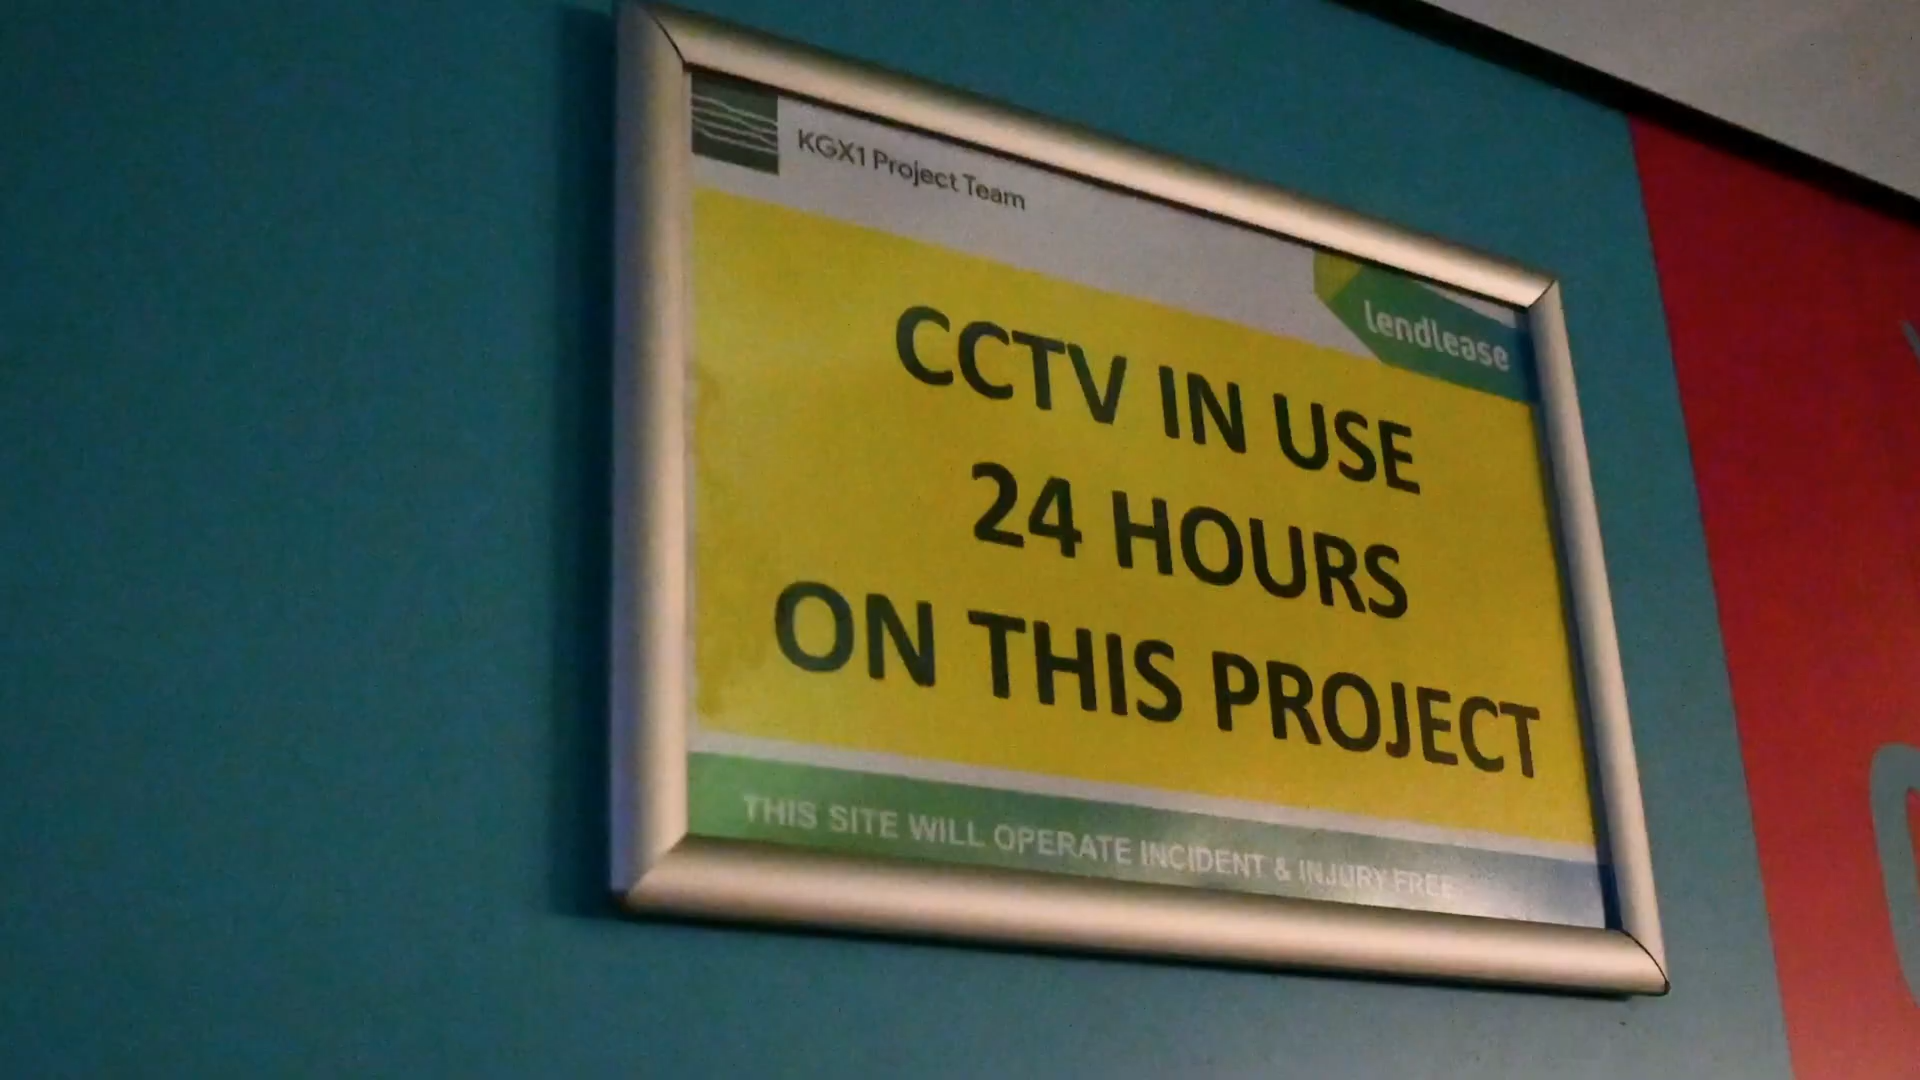 KGX1 Project Team
lendlease
CCTV IN USE
24 HOURS
ON THIS PROJECT
THIS SITE WILL OPERATE INCIDENT & INJURY FREE